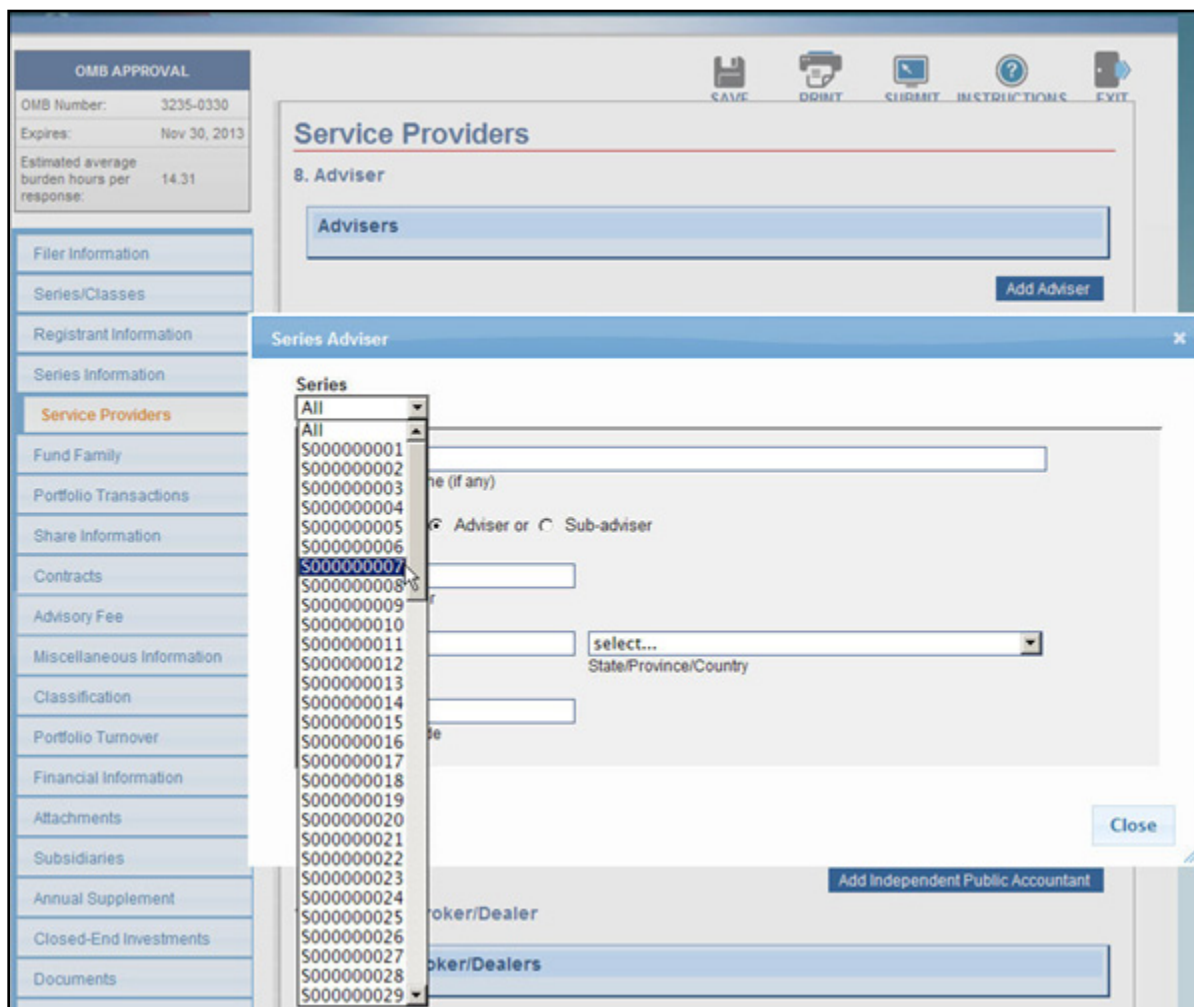 OMB APPROVAL
OMB Number: 3235-0330
Expires: Nov 30, 2013
Estimated average
burden hours per 14.31
response:
SAVE PRINT SUBMIT INSTRUCTIONS EXIT
Service Providers
8. Adviser
Advisers
Add Adviser
Filer Information
Series/Classes
Registrant Information
Series Information
Service Providers
Fund Family
Portfolio Transactions
Share Information
Contracts
Advisory Fee
Miscellaneous Information
Classification
Portfolio Turnover
Financial Information
Attachments
Subsidiaries
Annual Supplement
Closed-End Investments
Documents
Series Adviser
Series
All
All
S000000001
S000000002
S000000003
S000000004
S000000005
S000000006
S000000007
S000000008
S000000009
S000000010
S000000011
S000000012
S000000013
S000000014
S000000015
S000000016
S000000017
S000000018
S000000019
S000000020
S000000021
S000000022
S000000023
S000000024
S000000025
S000000026
S000000027
S000000028
S000000029
(if any)
Adviser or Sub-adviser
select...
State/Province/Country
Close
Add Independent Public Accountant
oker/Dealer
oker/Dealers